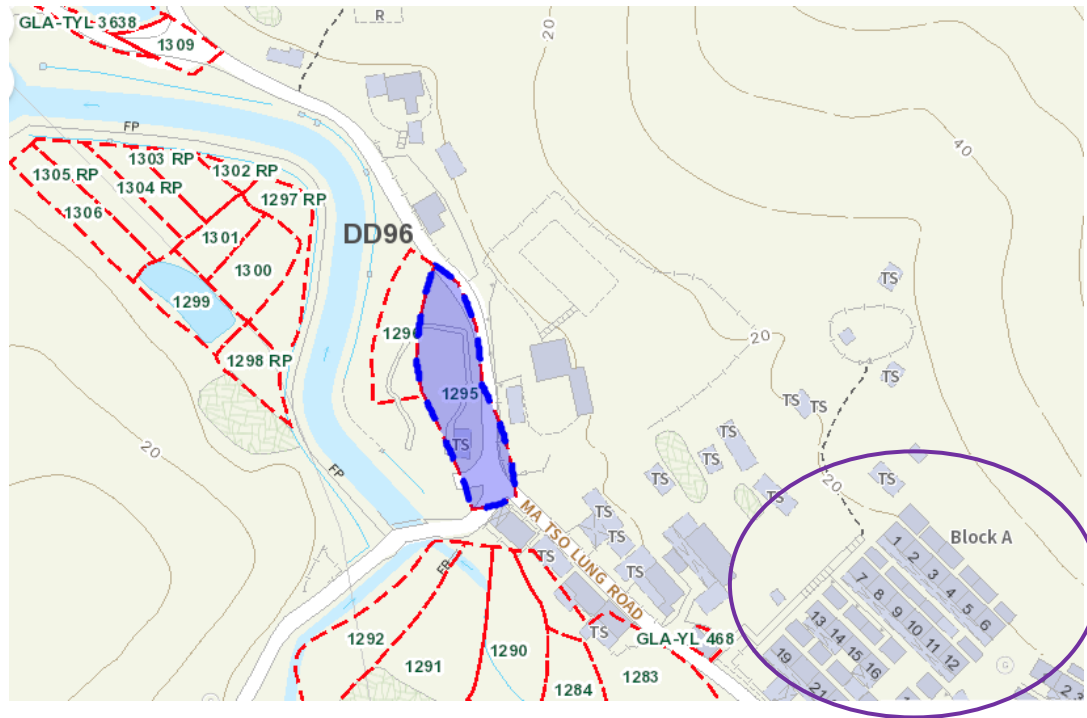 GLA-TYL 3638
1309
R
20
FP
1303 RP
1302 RP
1305 RP
1304 RP
1297 RP
1306
40
1301
DD96
1300
1299
TS
1296
20
1298 RP
1295
TS
TS
TS
TS
TS
TS
20
TS
FP
TS
20
TS
TS
MA TSO LUNG ROAD
TS
TS
Block A
TS
TS
FP
1 2 3 4 5 6
7 8 9 10 11 12
13 14 15 16
19
21
1292
1291
1290
1284
1283
TS
GLA-YL 468
G
G
2 3